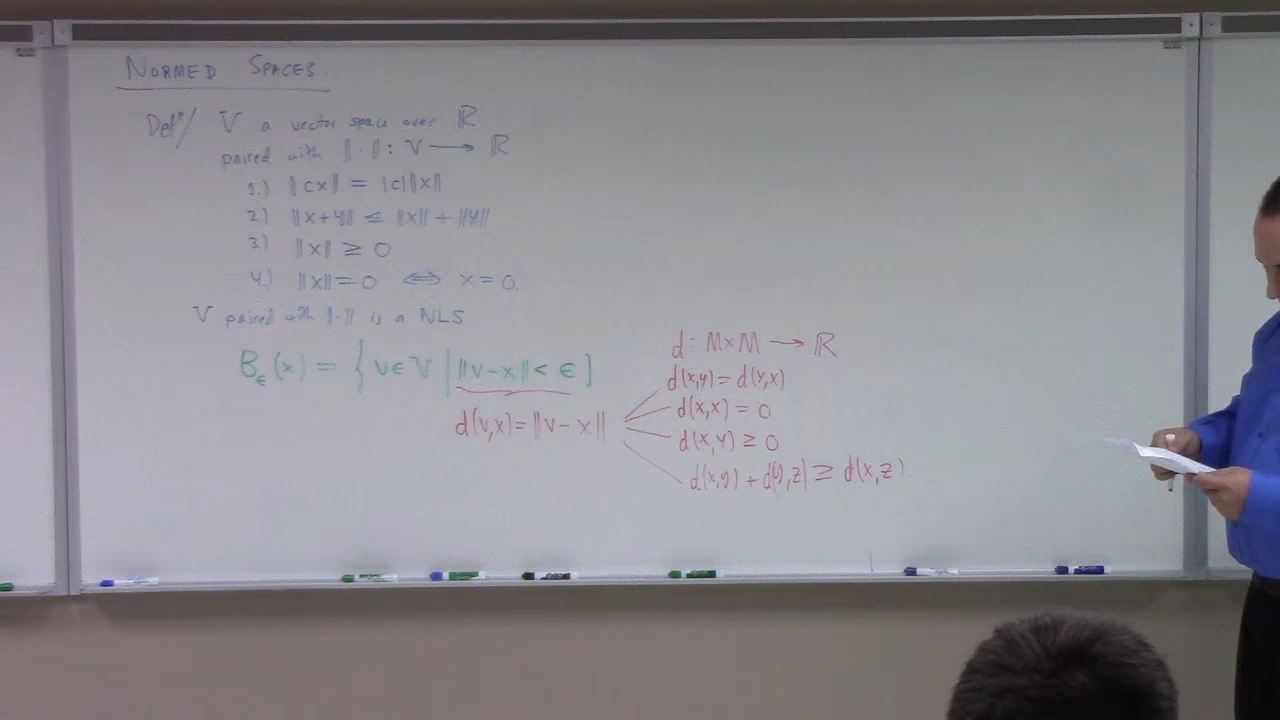 NORMED SPACES.
Defⁿ/ V a vector space over ℝ
paired with ‖·‖ : V → ℝ
1.) ‖cx‖ = |c|‖x‖
2.) ‖x+y‖ ≤ ‖x‖ + ‖y‖
3.) ‖x‖ ≥ 0
4.) ‖x‖ = 0 ⇔ x = 0.
V paired with ‖·‖ is a NLS
B_ε(x) = { v ∈ V | ‖v-x‖ < ε }
d(v,x) = ‖v - x‖
d : M×M → ℝ
d(x,y) = d(y,x)
d(x,x) = 0
d(x,y) ≥ 0
d(x,y) + d(y,z) ≥ d(x,z)